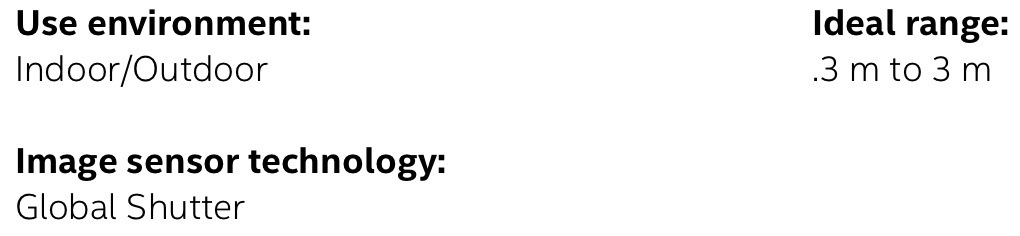 Use environment:
Indoor/Outdoor
Ideal range:
.3 m to 3 m
Image sensor technology:
Global Shutter